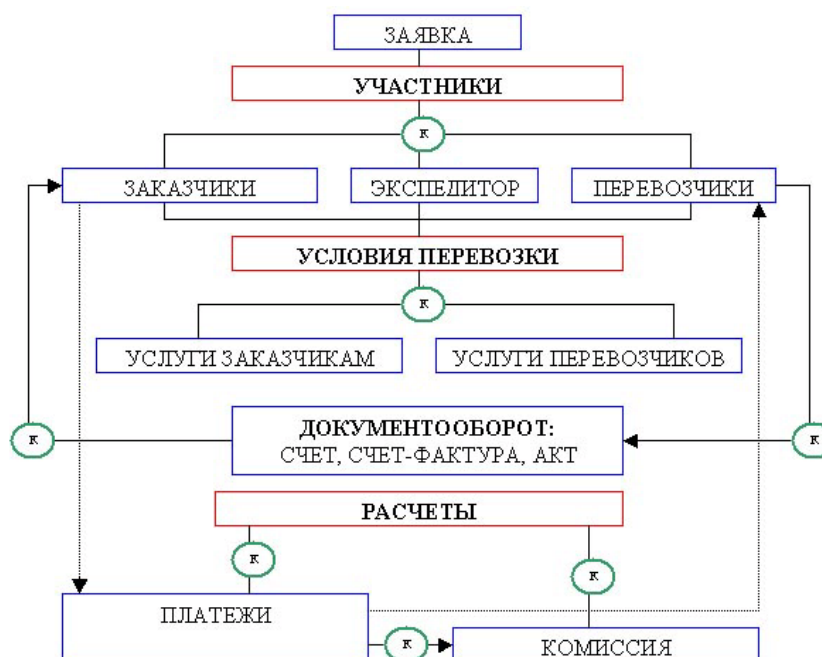 ЗАЯВКА
УЧАСТНИКИ
К
ЗАКАЗЧИКИ
ЭКСПЕДИТОР
ПЕРЕВОЗЧИКИ
УСЛОВИЯ ПЕРЕВОЗКИ
К
УСЛУГИ ЗАКАЗЧИКАМ
УСЛУГИ ПЕРЕВОЗЧИКОВ
К
ДОКУМЕНТООБОРОТ:
СЧЕТ, СЧЕТ-ФАКТУРА, АКТ
К
РАСЧЕТЫ
К
К
ПЛАТЕЖИ
К
КОМИССИЯ